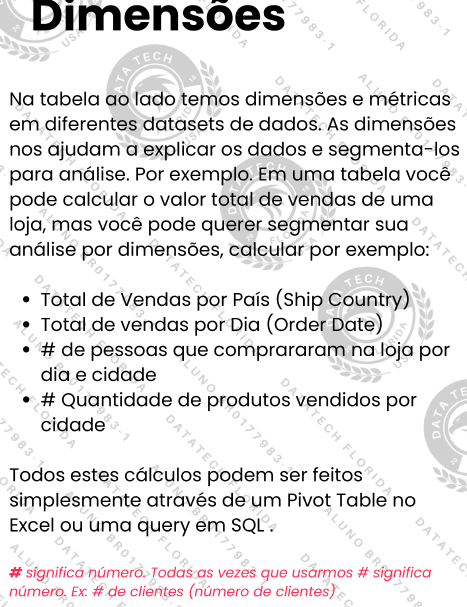 Dimensões
Na tabela ao lado temos dimensões e métricas
em diferentes datasets de dados. As dimensões
nos ajudam a explicar os dados e segmenta-los
para análise. Por exemplo. Em uma tabela você
pode calcular o valor total de vendas de uma
loja, mas você pode querer segmentar sua
análise por dimensões, calcular por exemplo:
• Total de Vendas por País (Ship Country)
• Total de vendas por Dia (Order Date)
• # de pessoas que comprararam na loja por
dia e cidade
• # Quantidade de produtos vendidos por
cidade
Todos estes cálculos podem ser feitos
simplesmente através de um Pivot Table no
Excel ou uma query em SQL .
# significa número. Todas as vezes que usarmos # significa
número. Ex: # de clientes (número de clientes)